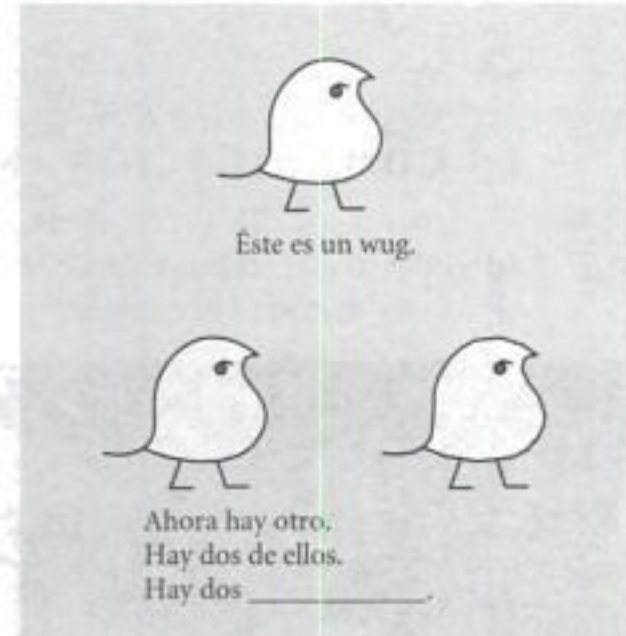 Éste es un wug.
Ahora hay otro.
Hay dos de ellos.
Hay dos ____________.